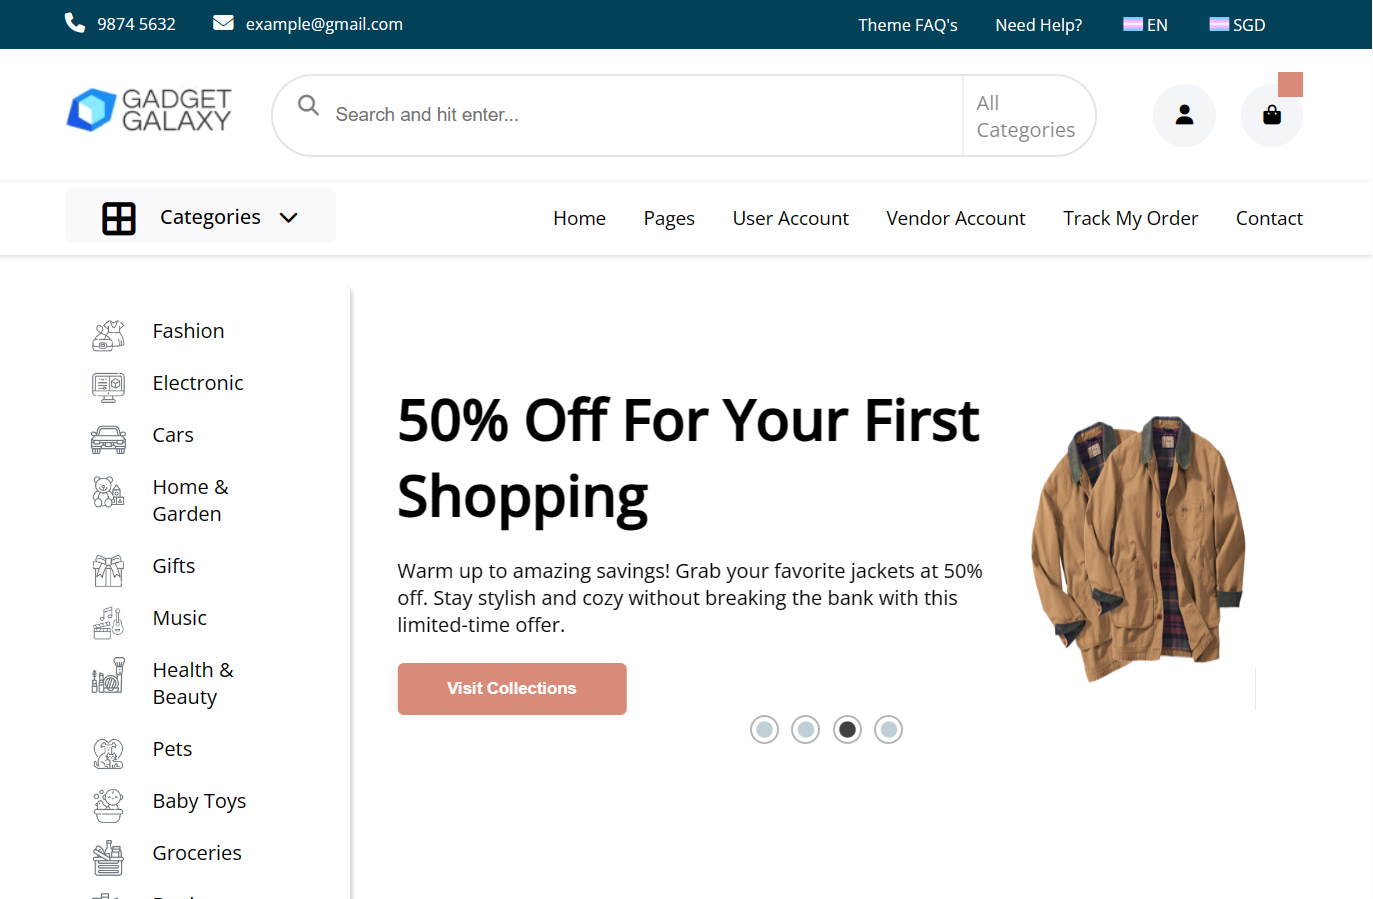 9874 5632
example@gmail.com
Theme FAQ's
Need Help?
EN
SGD
GADGET
GALAXY
Search and hit enter...
All
Categories
Categories
Home
Pages
User Account
Vendor Account
Track My Order
Contact
Fashion
Electronic
Cars
Home &
Garden
Gifts
Music
Health &
Beauty
Pets
Baby Toys
Groceries
50% Off For Your First
Shopping
Warm up to amazing savings! Grab your favorite jackets at 50%
off. Stay stylish and cozy without breaking the bank with this
limited-time offer.
Visit Collections